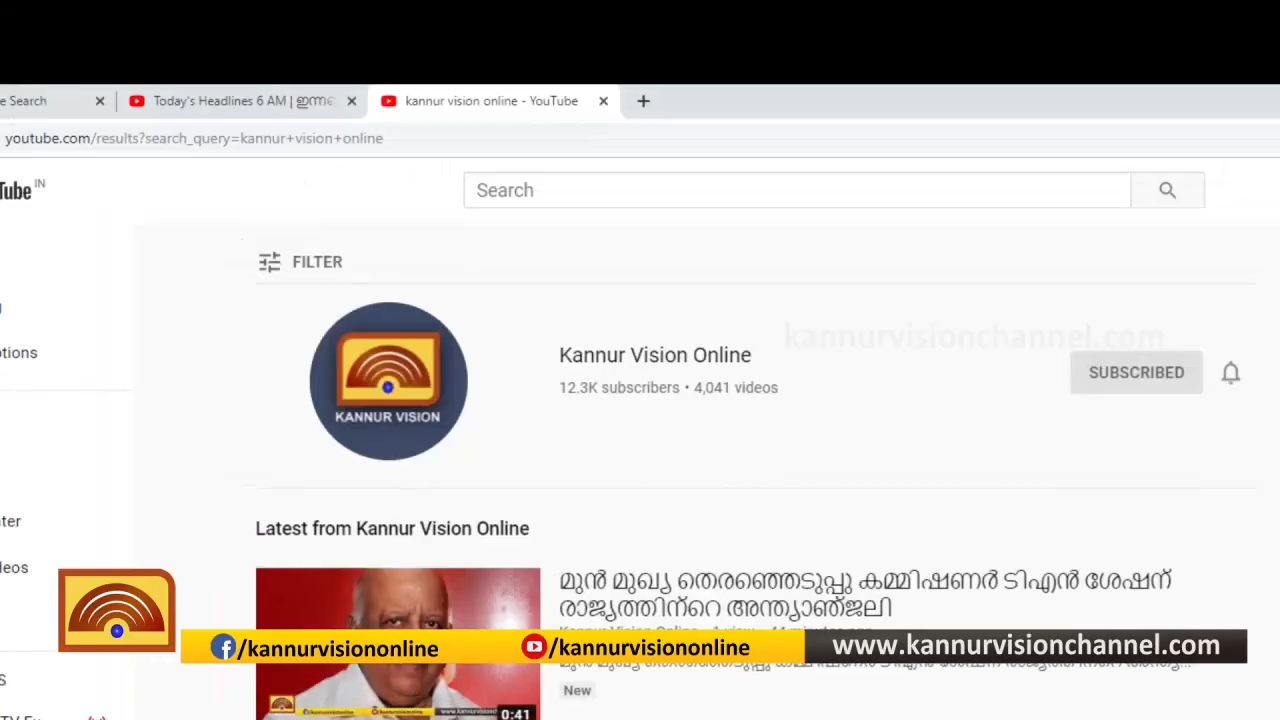 e Search
Today's Headlines 6 AM | ഇന്നത്
kannur vision online - YouTube
youtube.com/results?search_query=kannur+vision+online
Tube IN
Search
FILTER
kannurvisionchannel.com
KANNUR VISION
Kannur Vision Online
12.3K subscribers • 4,041 videos
SUBSCRIBED
ptions
Latest from Kannur Vision Online
ter
eos
മുൻ മുഖ്യ തെരഞ്ഞെടുപ്പു കമ്മിഷണർ ടിഎൻ ശേഷന്
രാജ്യത്തിന്റെ അന്ത്യാഞ്ജലി
/kannurvisiononline
/kannurvisiononline
www.kannurvisionchannel.com
S
New
0:41